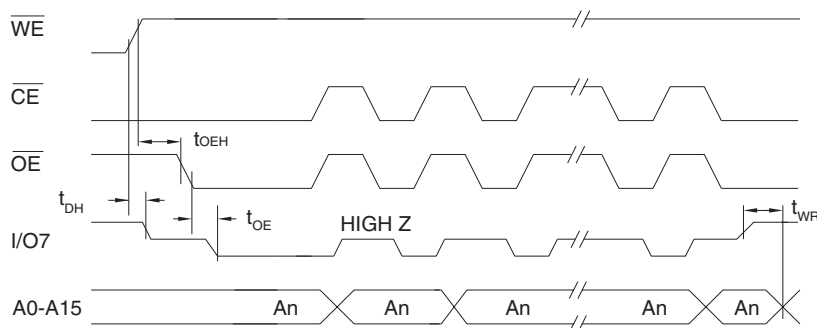 WE
CE
tOEH
OE
tDH
tOE
HIGH Z
tWR
I/O7
A0-A15 An An An An An